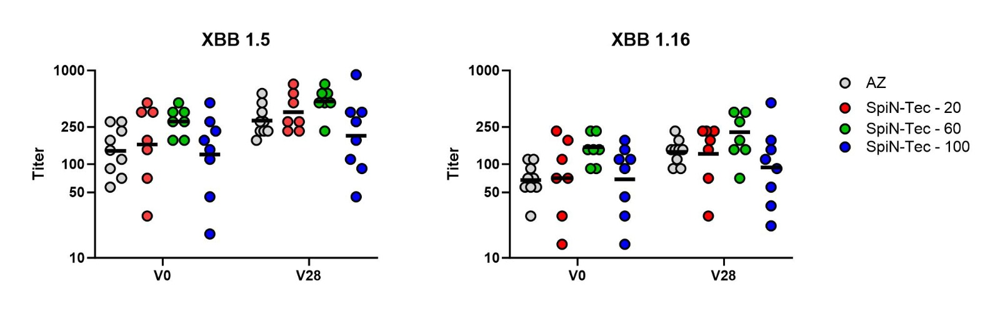 XBB 1.5
1000
250
100
50
10
Titer
V0
V28
XBB 1.16
1000
250
100
50
10
Titer
V0
V28
AZ
SpiN-Tec - 20
SpiN-Tec - 60
SpiN-Tec - 100